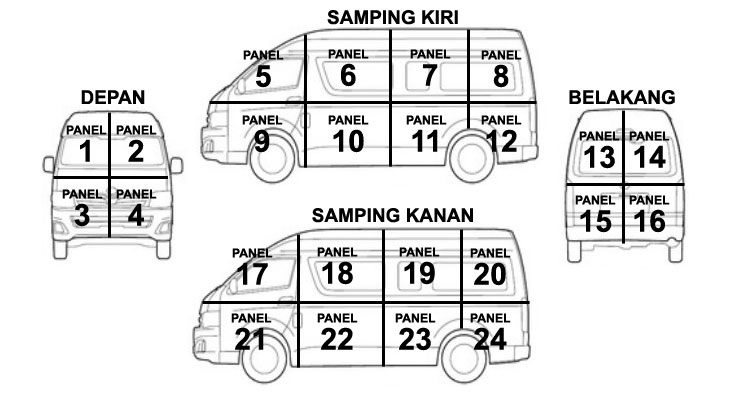 SAMPING KIRI
PANEL 5
PANEL 6
PANEL 7
PANEL 8
PANEL 9
PANEL 10
PANEL 11
PANEL 12
DEPAN
PANEL 1
PANEL 2
PANEL 3
PANEL 4
BELAKANG
PANEL 13
PANEL 14
PANEL 15
PANEL 16
SAMPING KANAN
PANEL 17
PANEL 18
PANEL 19
PANEL 20
PANEL 21
PANEL 22
PANEL 23
PANEL 24